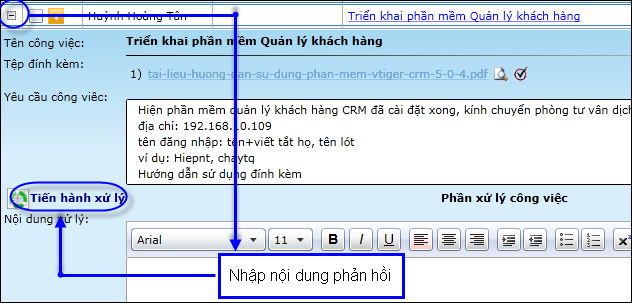 Huỳnh Hoàng Tân Triển khai phần mềm Quản lý khách hàng
Tên công việc: Triển khai phần mềm Quản lý khách hàng
Tệp đính kèm:
1) tai-lieu-huong-dan-su-dung-phan-mem-vtiger-crm-5-0-4.pdf
Yêu cầu công việc:
Hiện phần mềm quản lý khách hàng CRM đã cài đặt xong, kính chuyển phòng tư vấn dịch
địa chỉ: 192.168.10.109
tên đăng nhập: tên+viết tắt họ, tên lót
ví dụ: Hiepnt, chaytq
Hướng dẫn sử dụng đính kèm
Tiến hành xử lý Phần xử lý công việc
Nội dung xử lý:
Arial 11 B I U x²
Nhập nội dung phản hồi